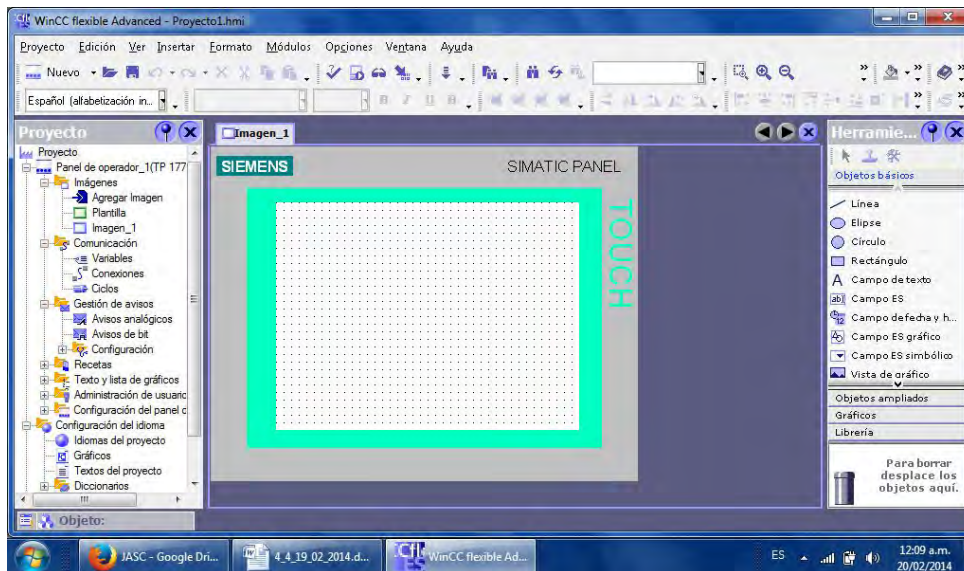 WinCC flexible Advanced - Proyecto1.hmi
Proyecto Edición Ver Insertar Formato Módulos Opciones Ventana Ayuda
Nuevo
Español (alfabetización in...
Proyecto
Proyecto
Panel de operador_1(TP 177
Imágenes
Agregar Imagen
Plantilla
Imagen_1
Comunicación
Variables
Conexiones
Ciclos
Gestión de avisos
Avisos analógicos
Avisos de bit
Configuración
Recetas
Texto y lista de gráficos
Administración de usuaric
Configuración del panel c
Configuración del idioma
Idiomas del proyecto
Gráficos
Textos del proyecto
Diccionarios
Objeto:
Imagen_1
SIEMENS
SIMATIC PANEL
TOUCH
Herramie...
Objetos básicos
Línea
Elipse
Círculo
Rectángulo
Campo de texto
Campo ES
Campo de fecha y h...
Campo ES gráfico
Campo ES simbólico
Vista de gráfico
Objetos ampliados
Gráficos
Librería
Para borrar
desplace los
objetos aquí.
JASC - Google Dri...
4_4_19_02_2014.d...
WinCC flexible Ad...
ES
12:09 a.m.
20/02/2014